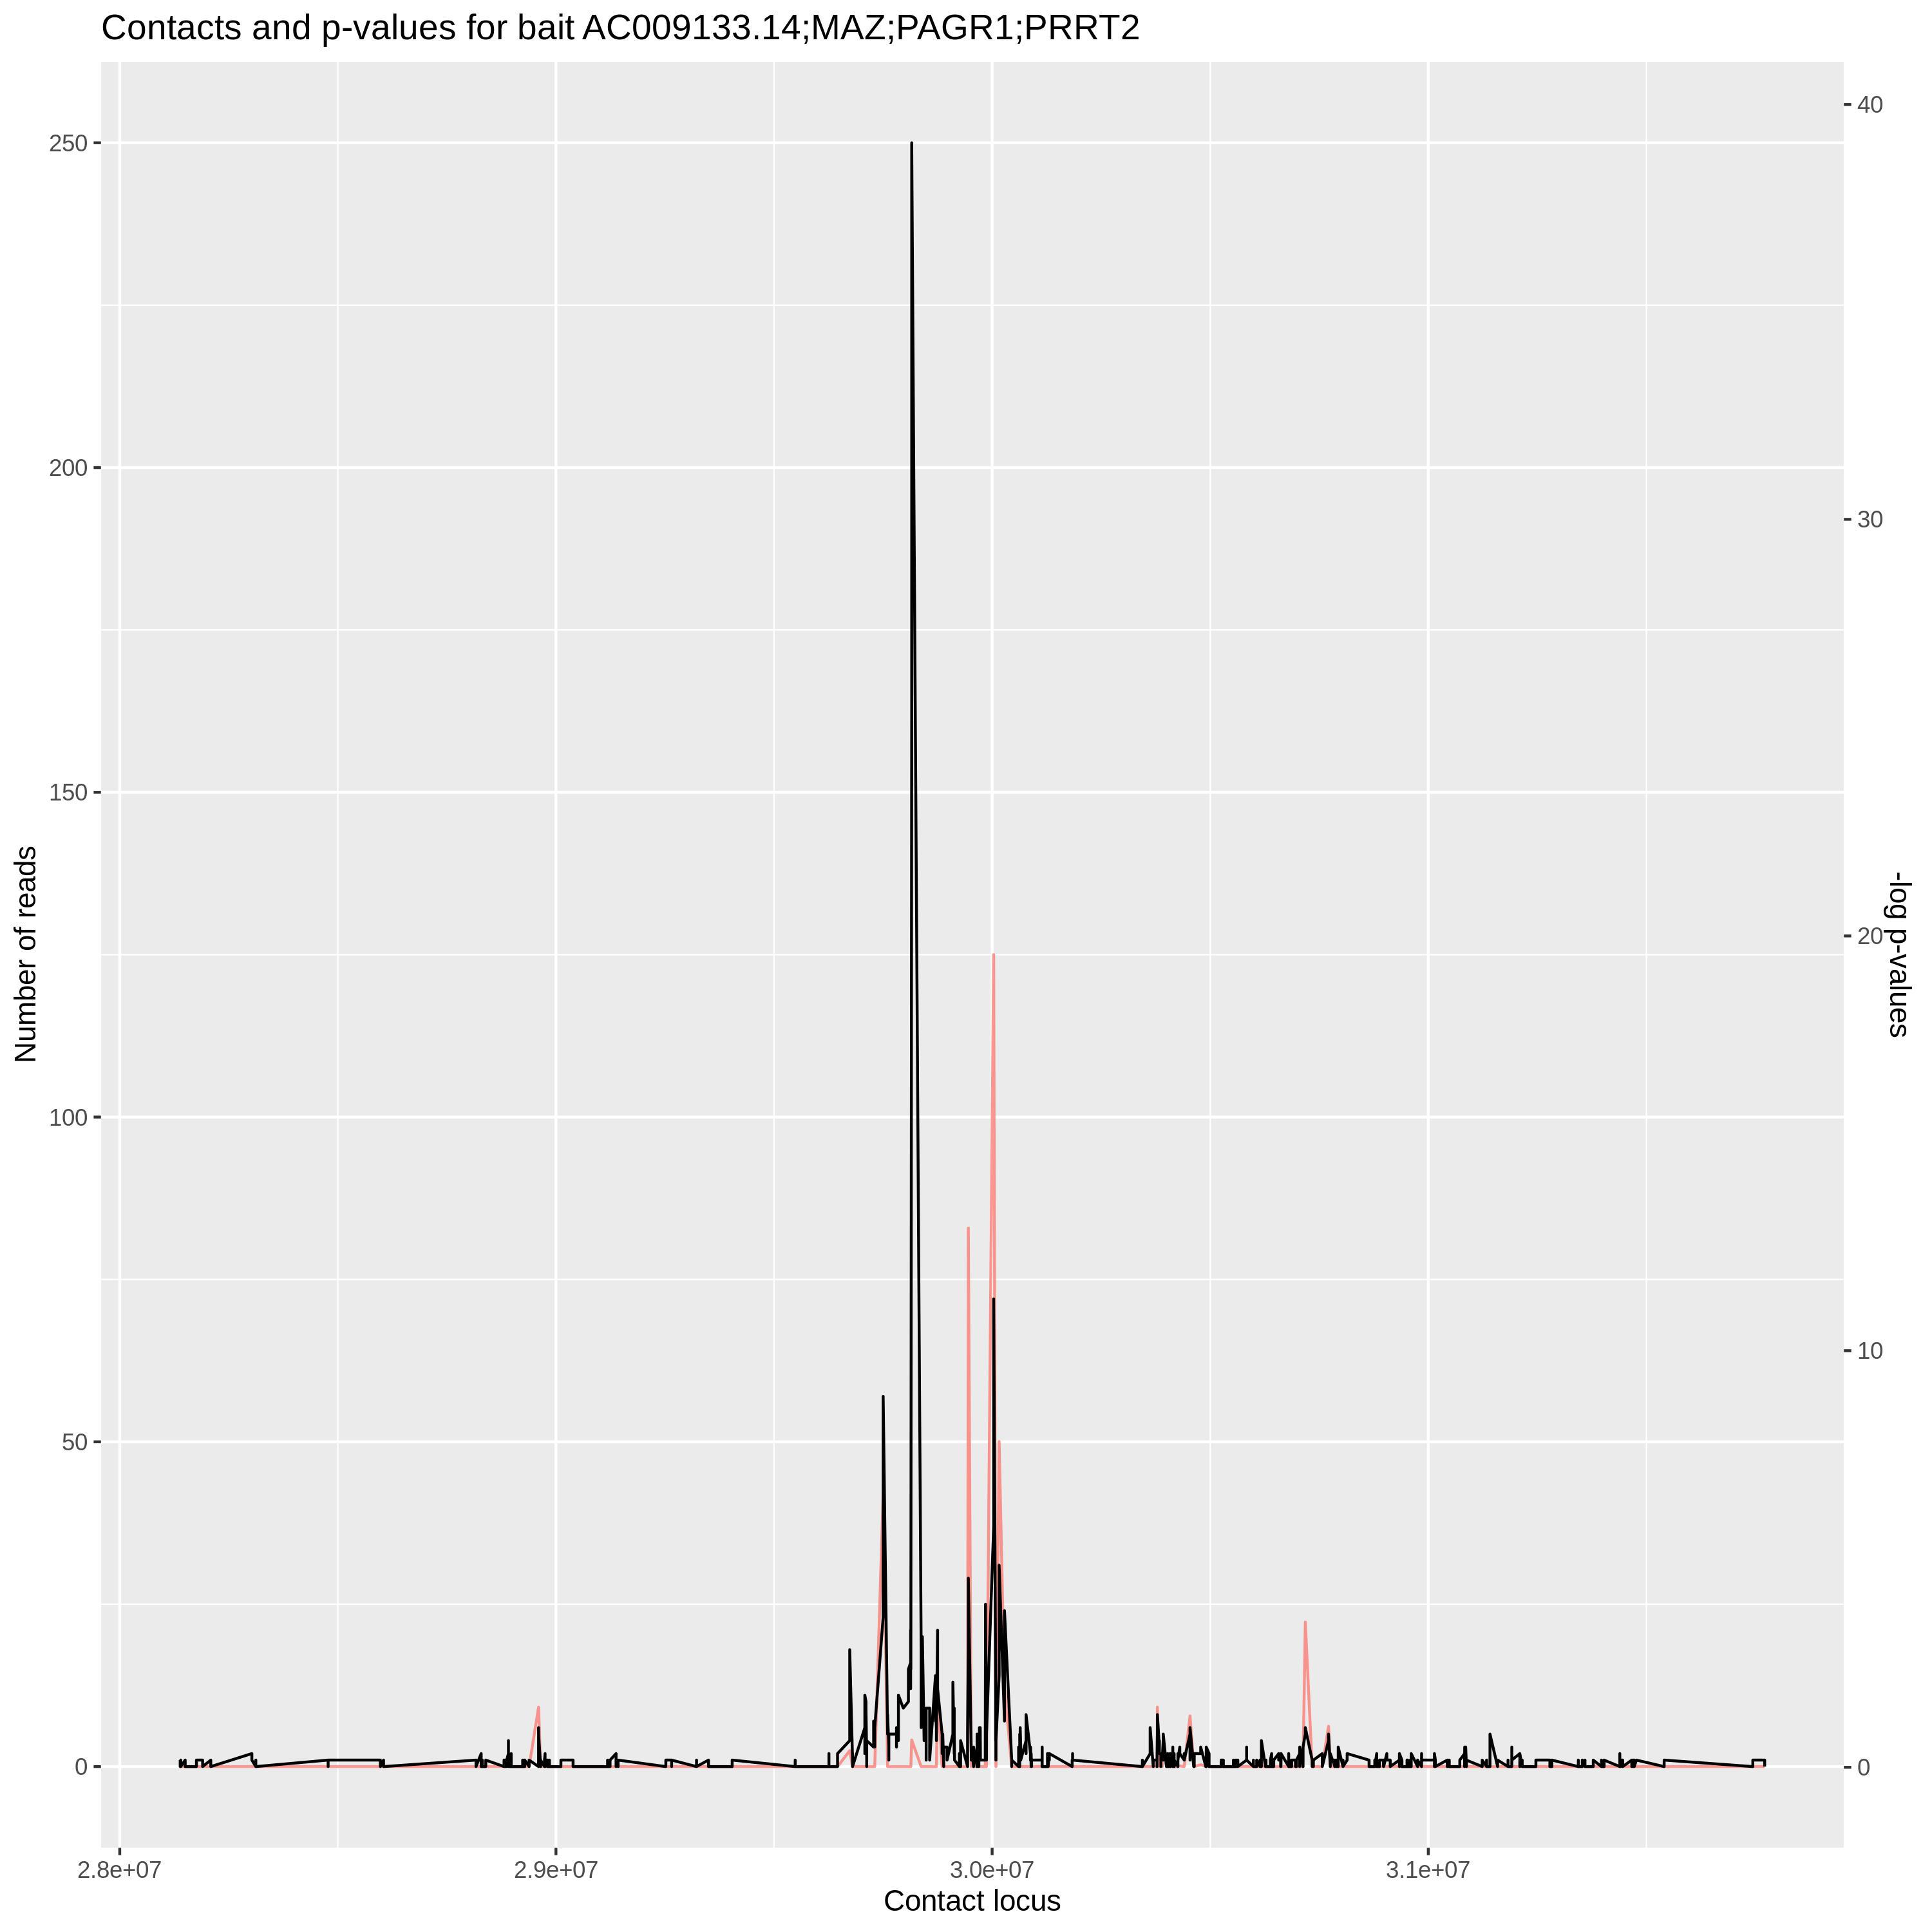 Contacts and p-values for bait AC009133.14;MAZ;PAGR1;PRRT2
Number of reads
250
200
150
100
50
0
40
30
20
10
0
-log p-values
2.8e+07 2.9e+07 3.0e+07 3.1e+07
Contact locus